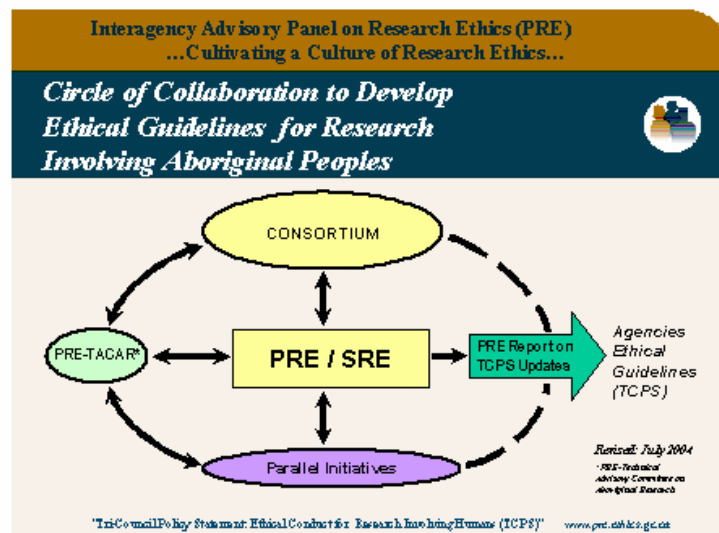 Interagency Advisory Panel on Research Ethics (PRE)
…Cultivating a Culture of Research Ethics…
Circle of Collaboration to Develop
Ethical Guidelines for Research
Involving Aboriginal Peoples
CONSORTIUM
PRE-TACAR*
PRE / SRE
PRE Report on
TCPS Updates
Agencies
Ethical
Guidelines
(TCPS)
Parallel Initiatives
Revised: July 2004
* PRE-Technical
Advisory Committee on
Aboriginal Research
"Tri-Council Policy Statement: Ethical Conduct for Research Involving Humans (TCPS)" www.pre.ethics.gc.ca